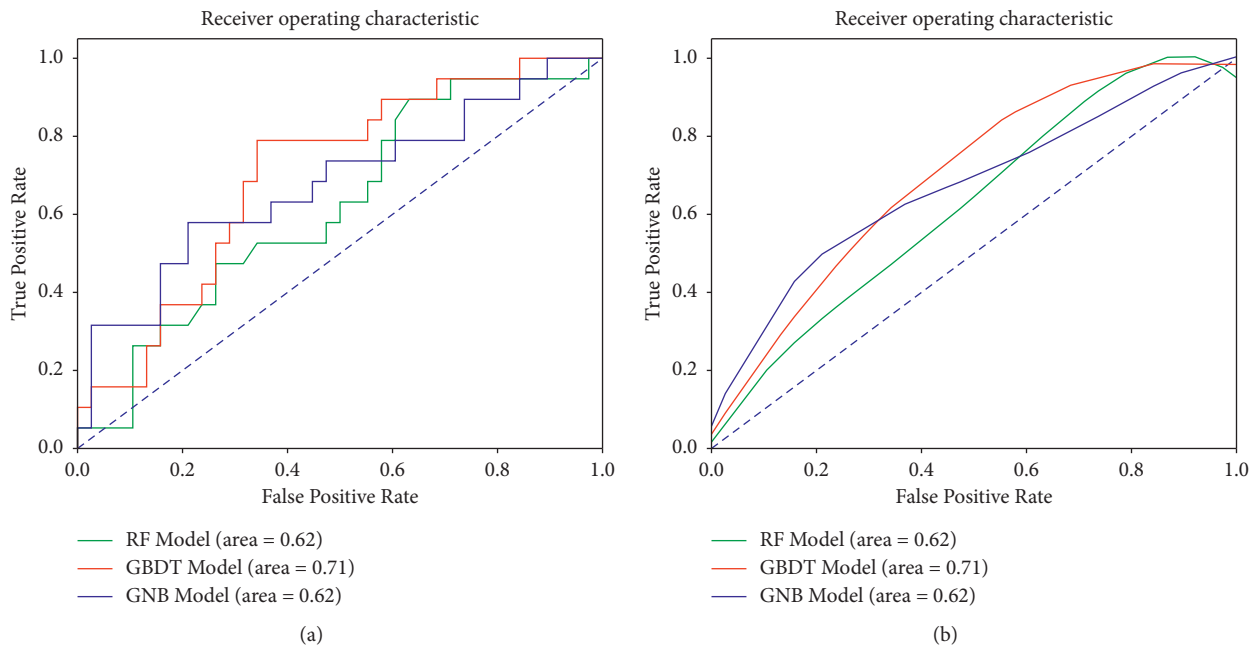 Receiver operating characteristic
1.0
0.8
0.6
0.4
0.2
0.0
True Positive Rate
0.0 0.2 0.4 0.6 0.8 1.0
False Positive Rate
RF Model (area = 0.62)
GBDT Model (area = 0.71)
GNB Model (area = 0.62)
(a)
Receiver operating characteristic
1.0
0.8
0.6
0.4
0.2
0.0
True Positive Rate
0.0 0.2 0.4 0.6 0.8 1.0
False Positive Rate
RF Model (area = 0.62)
GBDT Model (area = 0.71)
GNB Model (area = 0.62)
(b)